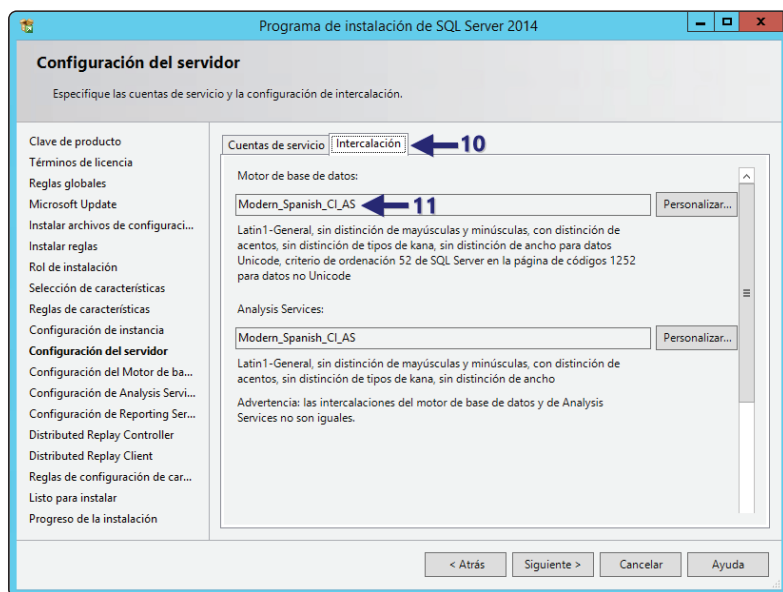 Programa de instalación de SQL Server 2014
Configuración del servidor
Especifique las cuentas de servicio y la configuración de intercalación.
Clave de producto
Términos de licencia
Reglas globales
Microsoft Update
Instalar archivos de configuraci...
Instalar reglas
Rol de instalación
Selección de características
Reglas de características
Configuración de instancia
Configuración del servidor
Configuración del Motor de ba...
Configuración de Analysis Servi...
Configuración de Reporting Ser...
Distributed Replay Controller
Distributed Replay Client
Reglas de configuración de car...
Listo para instalar
Progreso de la instalación
Cuentas de servicio
Intercalación
10
Motor de base de datos:
Modern_Spanish_CI_AS
11
Personalizar...
Latin1-General, sin distinción de mayúsculas y minúsculas, con distinción de
acentos, sin distinción de tipos de kana, sin distinción de ancho para datos
Unicode, criterio de ordenación 52 de SQL Server en la página de códigos 1252
para datos no Unicode
Analysis Services:
Modern_Spanish_CI_AS
Personalizar...
Latin1-General, sin distinción de mayúsculas y minúsculas, con distinción de
acentos, sin distinción de tipos de kana, sin distinción de ancho
Advertencia: las intercalaciones del motor de base de datos y de Analysis
Services no son iguales.
< Atrás
Siguiente >
Cancelar
Ayuda